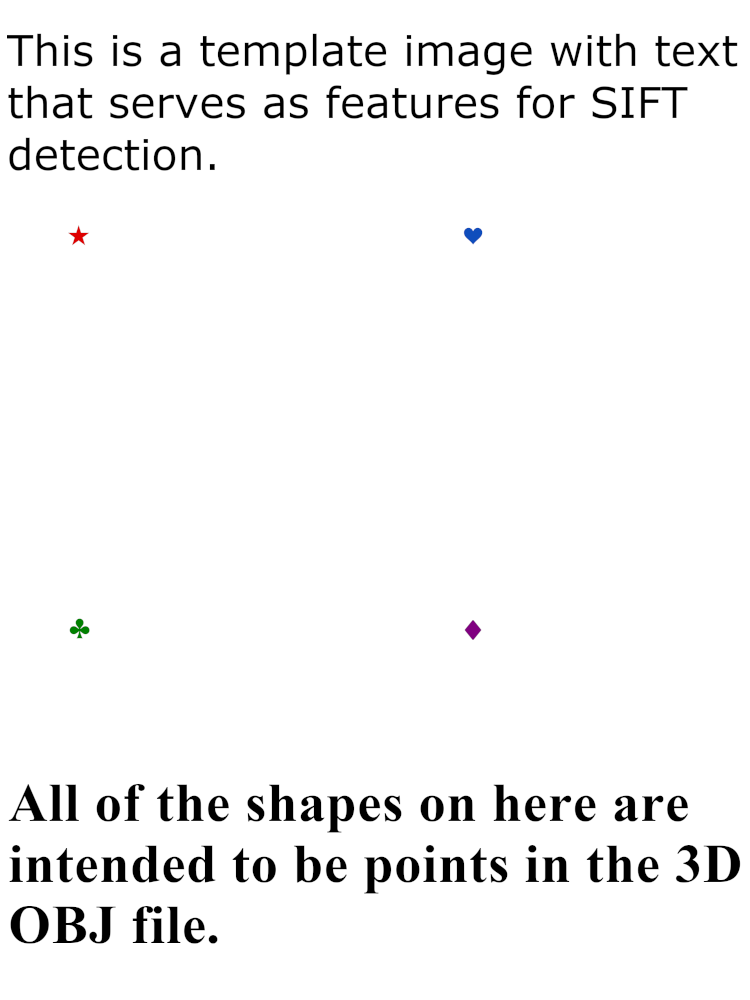 This is a template image with text
that serves as features for SIFT
detection.
★ ♥
♣ ♦
All of the shapes on here are
intended to be points in the 3D
OBJ file.